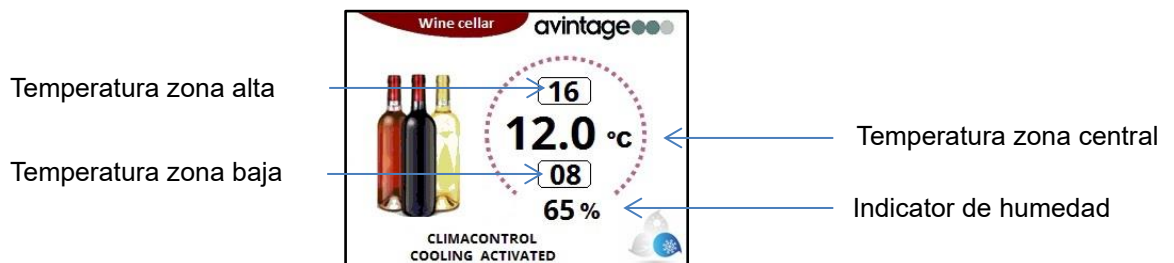 Wine cellar
avintage
Temperatura zona alta
16
12.0 °C
Temperatura zona central
Temperatura zona baja
08
65 %
Indicator de humedad
CLIMACONTROL
COOLING ACTIVATED